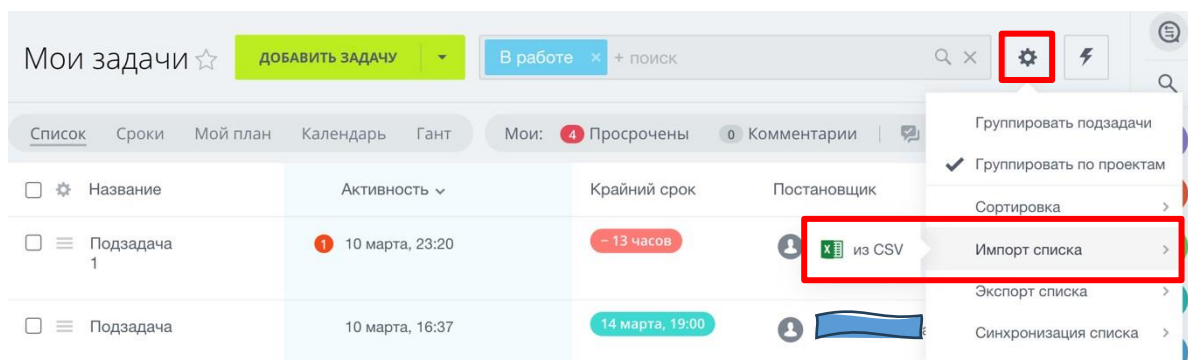 Мои задачи
ДОБАВИТЬ ЗАДАЧУ
В работе × + поиск
Список Сроки Мой план Календарь Гант
Мои: 4 Просрочены 0 Комментарии
Группировать подзадачи
Группировать по проектам
Сортировка
Импорт списка
из CSV
Экспорт списка
Синхронизация списка
Название Активность Крайний срок Постановщик
Подзадача 1 10 марта, 23:20 – 13 часов
1
Подзадача 10 марта, 16:37 14 марта, 19:00